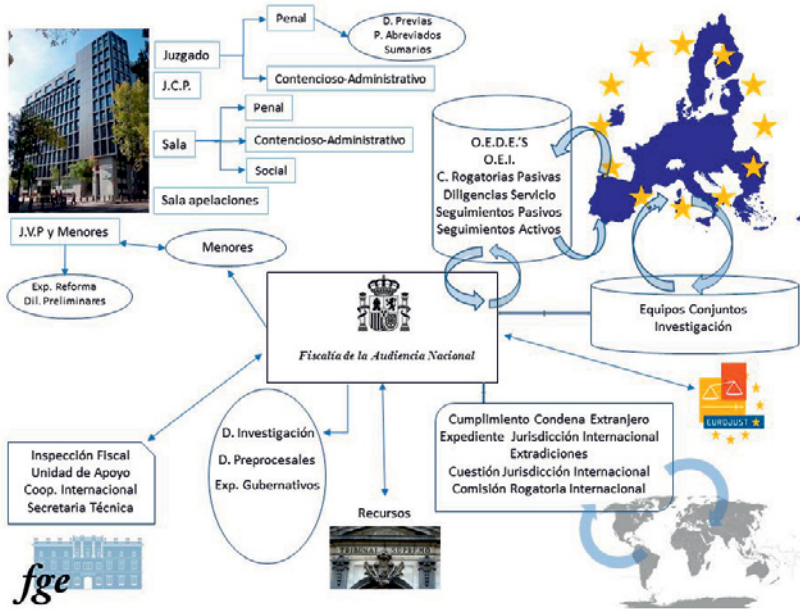 Juzgado
J.C.P.
Penal
D. Previas
P. Abreviados
Sumarios
Contencioso-Administrativo
Sala
Penal
Contencioso-Administrativo
Social
Sala apelaciones
J.V.P y Menores
Menores
Exp. Reforma
Dil. Preliminares
O.E.D.E.'S
O.E.I.
C. Rogatorias Pasivas
Diligencias Servicio
Seguimientos Pasivos
Seguimientos Activos
Equipos Conjuntos
Investigación
Fiscalía de la Audiencia Nacional
EUROJUST
Inspección Fiscal
Unidad de Apoyo
Coop. Internacional
Secretaria Técnica
fge
D. Investigación
D. Preprocesales
Exp. Gubernativos
Recursos
TRIBUNAL SUPREMO
Cumplimiento Condena Extranjero
Expediente Jurisdicción Internacional
Extradiciones
Cuestión Jurisdicción Internacional
Comisión Rogatoria Internacional